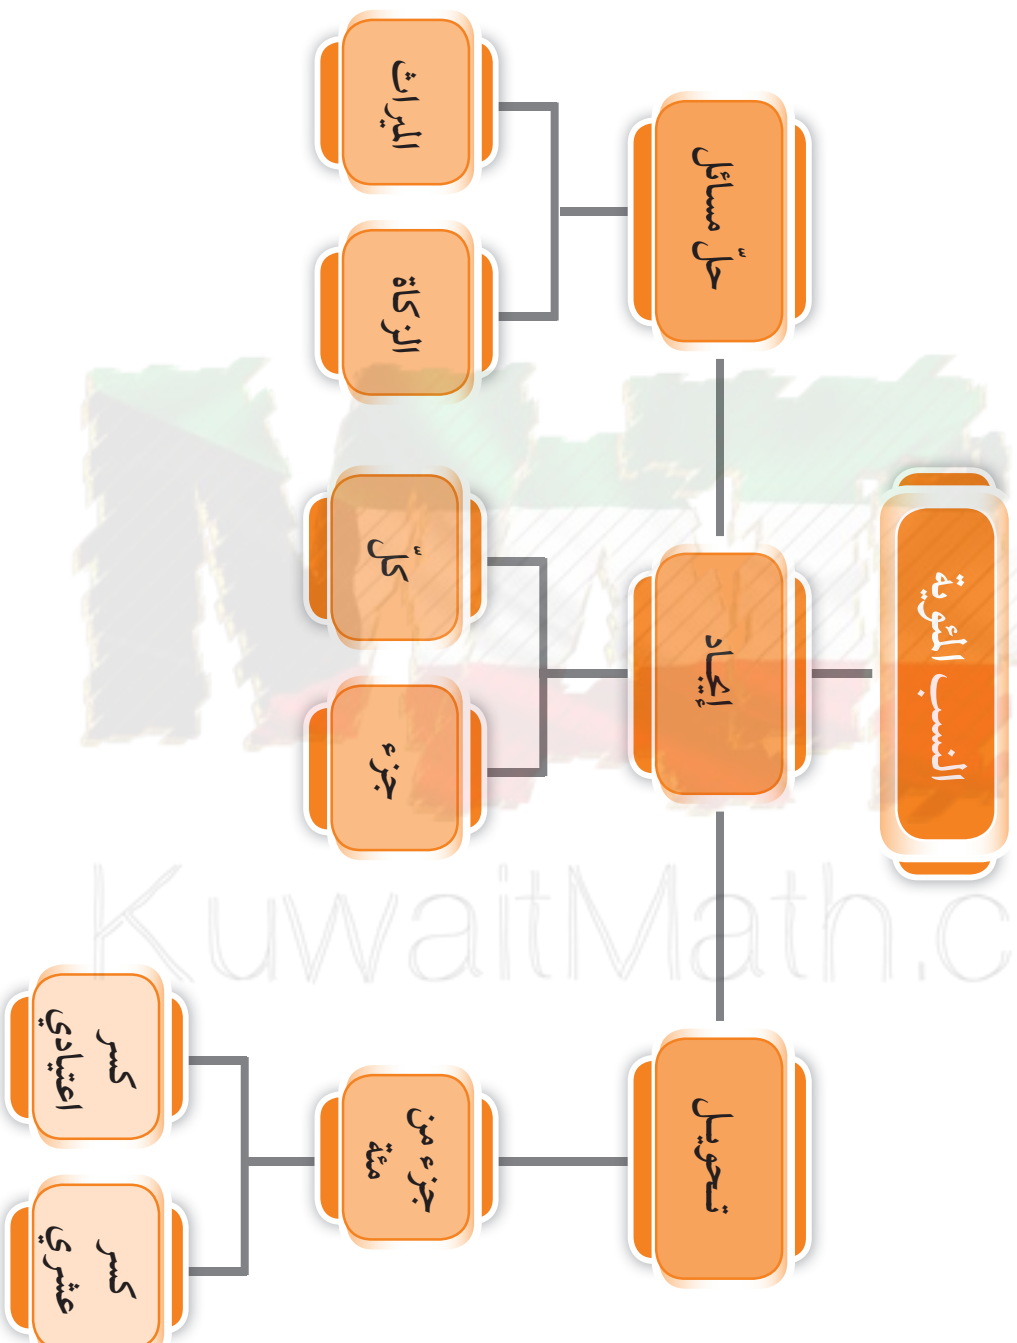 النسب المئوية
تحويل
إيجاد
حلّ مسائل
جزء من
مئة
جزء
كلّ
الزكاة
الميراث
كسر
عشري
كسر
اعتيادي
KuwaitMath.c